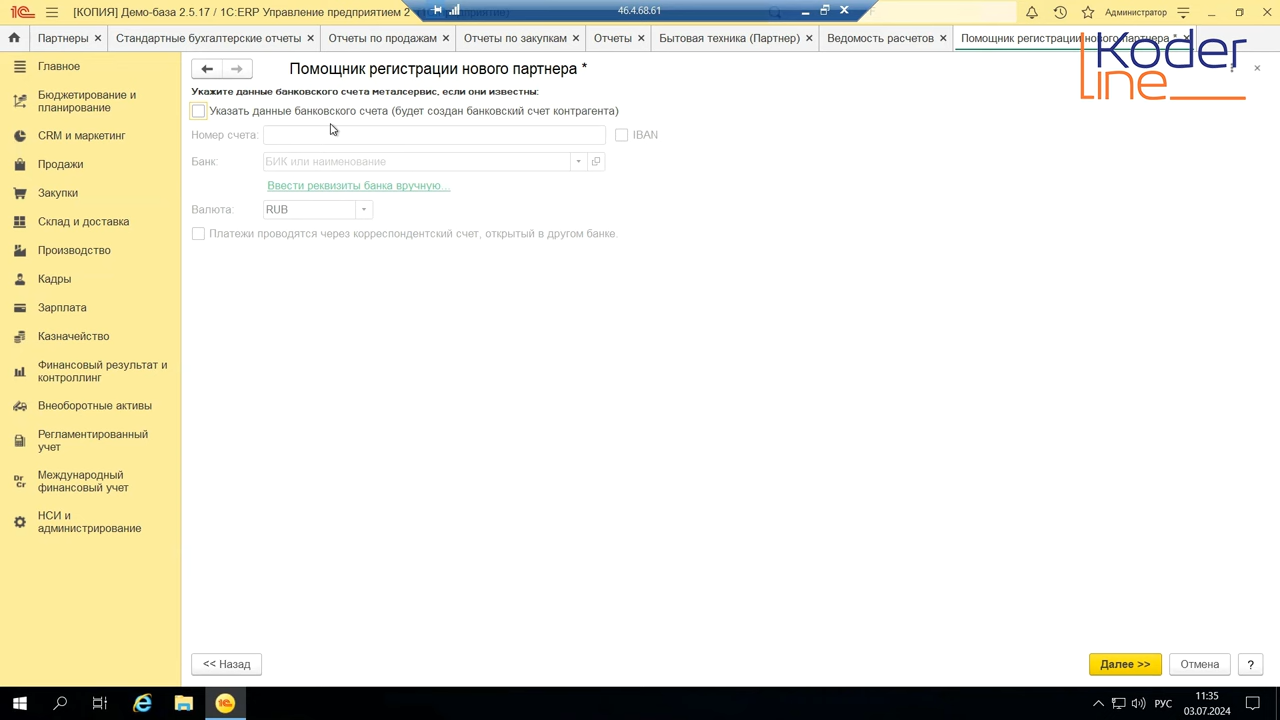 [КОПИЯ] Демо-база 2.5.17 / 1С:ERP Управление предприятием 2
46.4.68.61
Администратор
Партнеры
Стандартные бухгалтерские отчеты
Отчеты по продажам
Отчеты по закупкам
Отчеты
Бытовая техника (Партнер)
Ведомость расчетов
Помощник регистрации нового партнера *
Koder
line
Главное
Бюджетирование и
планирование
CRM и маркетинг
Продажи
Закупки
Склад и доставка
Производство
Кадры
Зарплата
Казначейство
Финансовый результат и
контроллинг
Внеоборотные активы
Регламентированный
учет
Dr
Cr
Международный
финансовый учет
НСИ и
администрирование
Помощник регистрации нового партнера *
Укажите данные банковского счета металсервис, если они известны:
Указать данные банковского счета (будет создан банковский счет контрагента)
Номер счета:
IBAN
Банк:
БИК или наименование
Ввести реквизиты банка вручную...
Валюта:
RUB
Платежи проводятся через корреспондентский счет, открытый в другом банке.
<< Назад
Далее >>
Отмена
?
РУС
11:35
03.07.2024